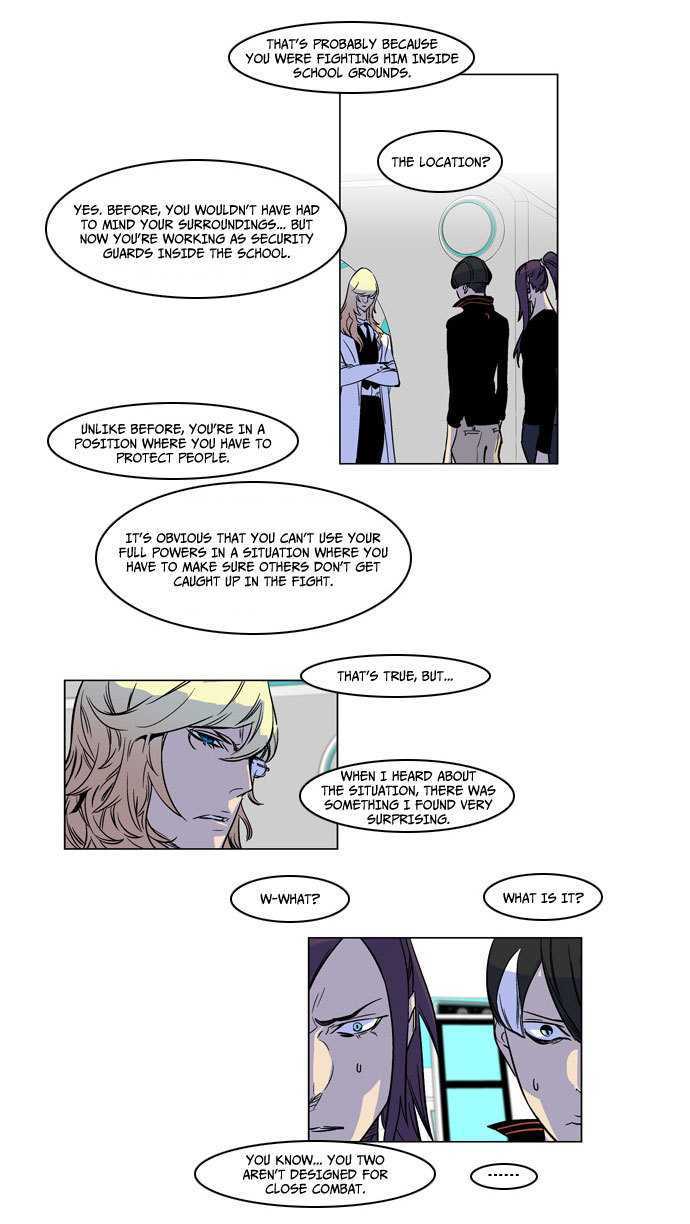 THAT'S PROBABLY BECAUSE
YOU WERE FIGHTING HIM INSIDE
SCHOOL GROUNDS.
THE LOCATION?
YES. BEFORE, YOU WOULDN'T HAVE HAD
TO MIND YOUR SURROUNDINGS... BUT
NOW YOU'RE WORKING AS SECURITY
GUARDS INSIDE THE SCHOOL.
UNLIKE BEFORE, YOU'RE IN A
POSITION WHERE YOU HAVE TO
PROTECT PEOPLE.
IT'S OBVIOUS THAT YOU CAN'T USE YOUR
FULL POWERS IN A SITUATION WHERE YOU
HAVE TO MAKE SURE OTHERS DON'T GET
CAUGHT UP IN THE FIGHT.
THAT'S TRUE, BUT...
WHEN I HEARD ABOUT
THE SITUATION, THERE WAS
SOMETHING I FOUND VERY
SURPRISING.
W-WHAT?
WHAT IS IT?
YOU KNOW... YOU TWO
AREN'T DESIGNED FOR
CLOSE COMBAT.
......